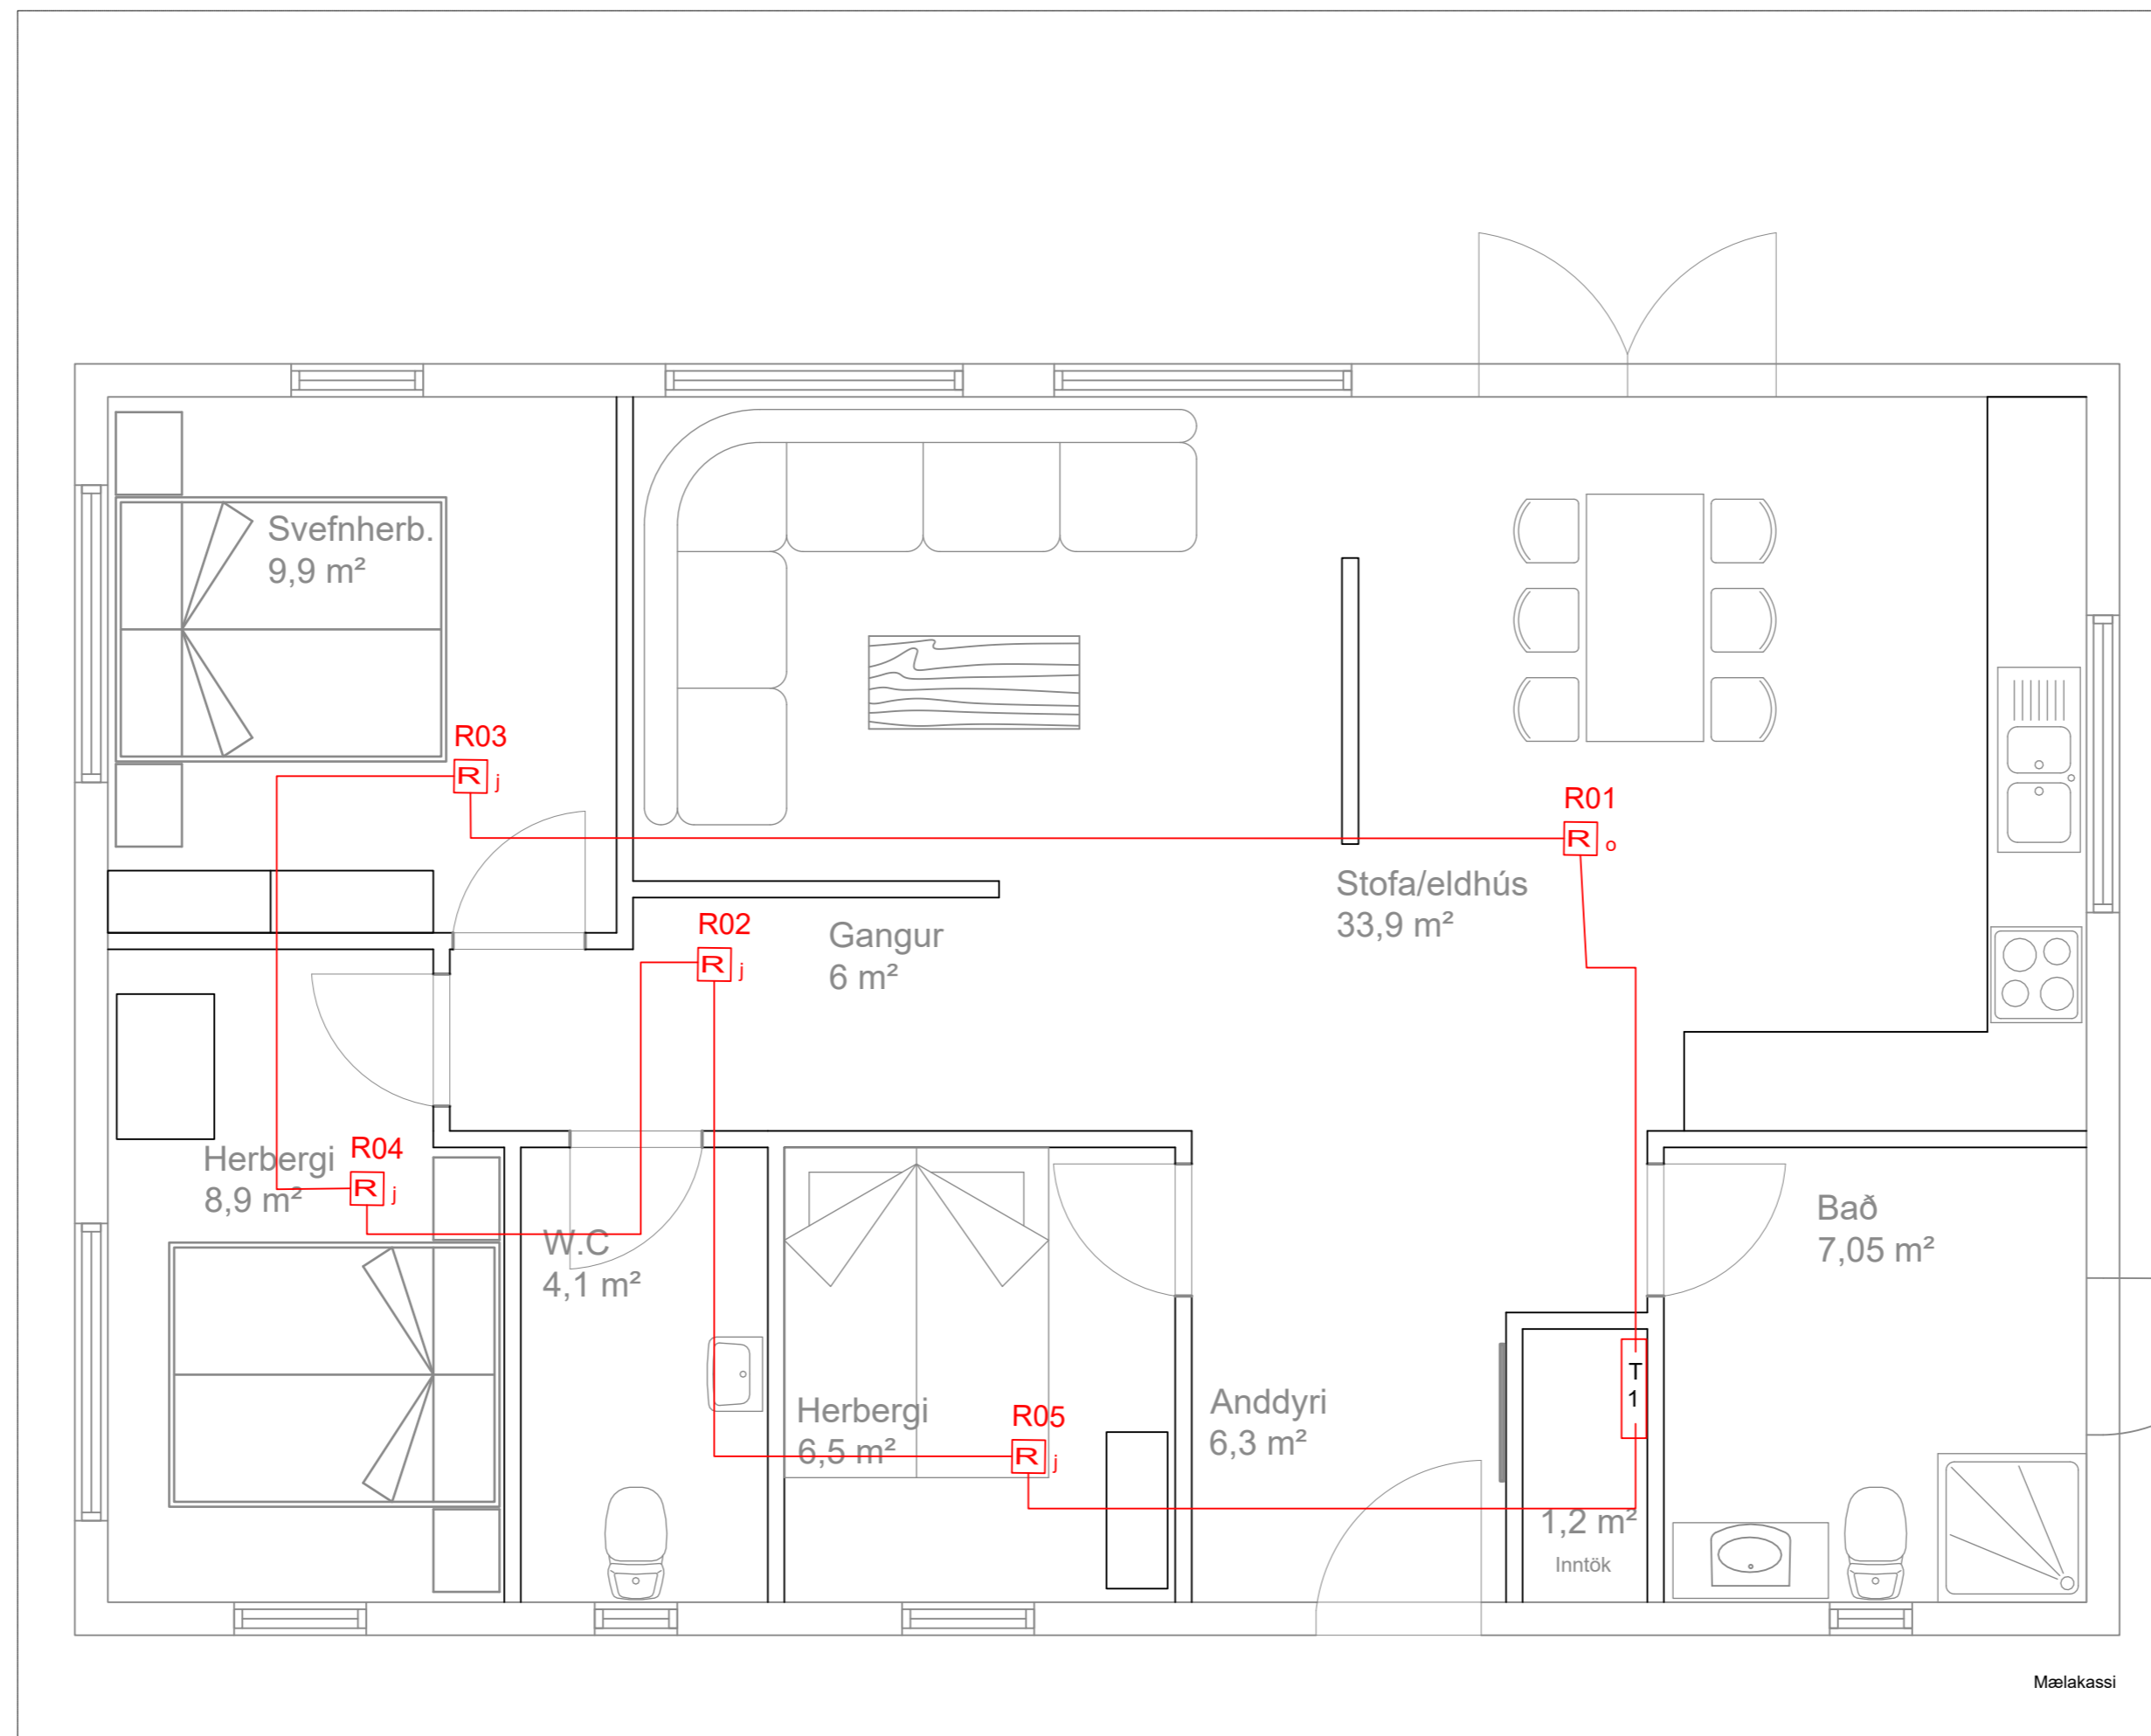 Svefnherb.
9,9 m²
R03
R j
R01
R o
Stofa/eldhús
33,9 m²
R02
R j
Gangur
6 m²
Herbergi
8,9 m²
R04
R j
W.C
4,1 m²
Bað
7,05 m²
Herbergi
6,5 m²
R05
R j
Anddyri
6,3 m²
T
1
1,2 m²
Inntök
Mælakassi